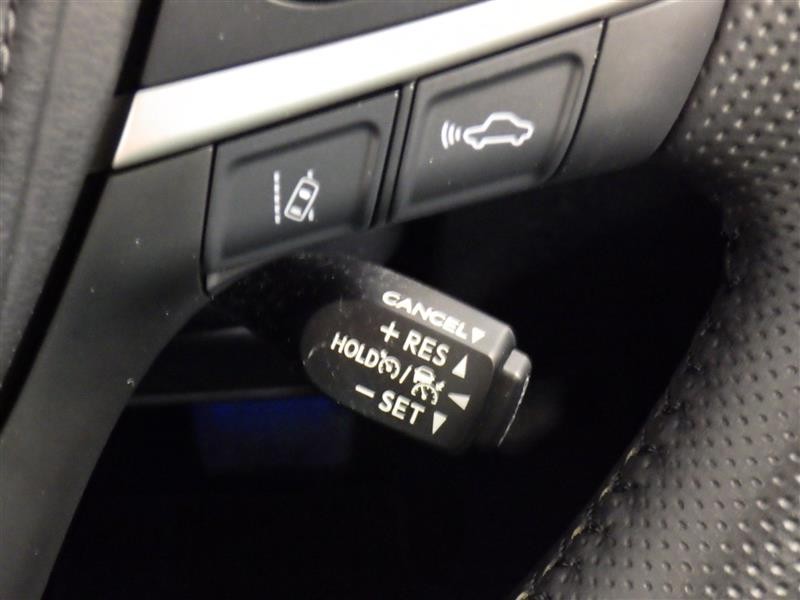 CANCEL▼
+ RES ▲
HOLD / ◀
− SET ▼